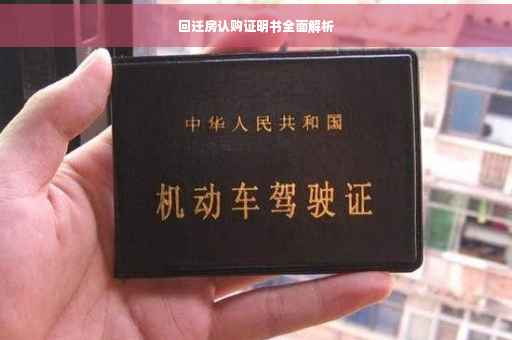 回迁房认购证明书全面解析
中华人民共和国
机动车驾驶证